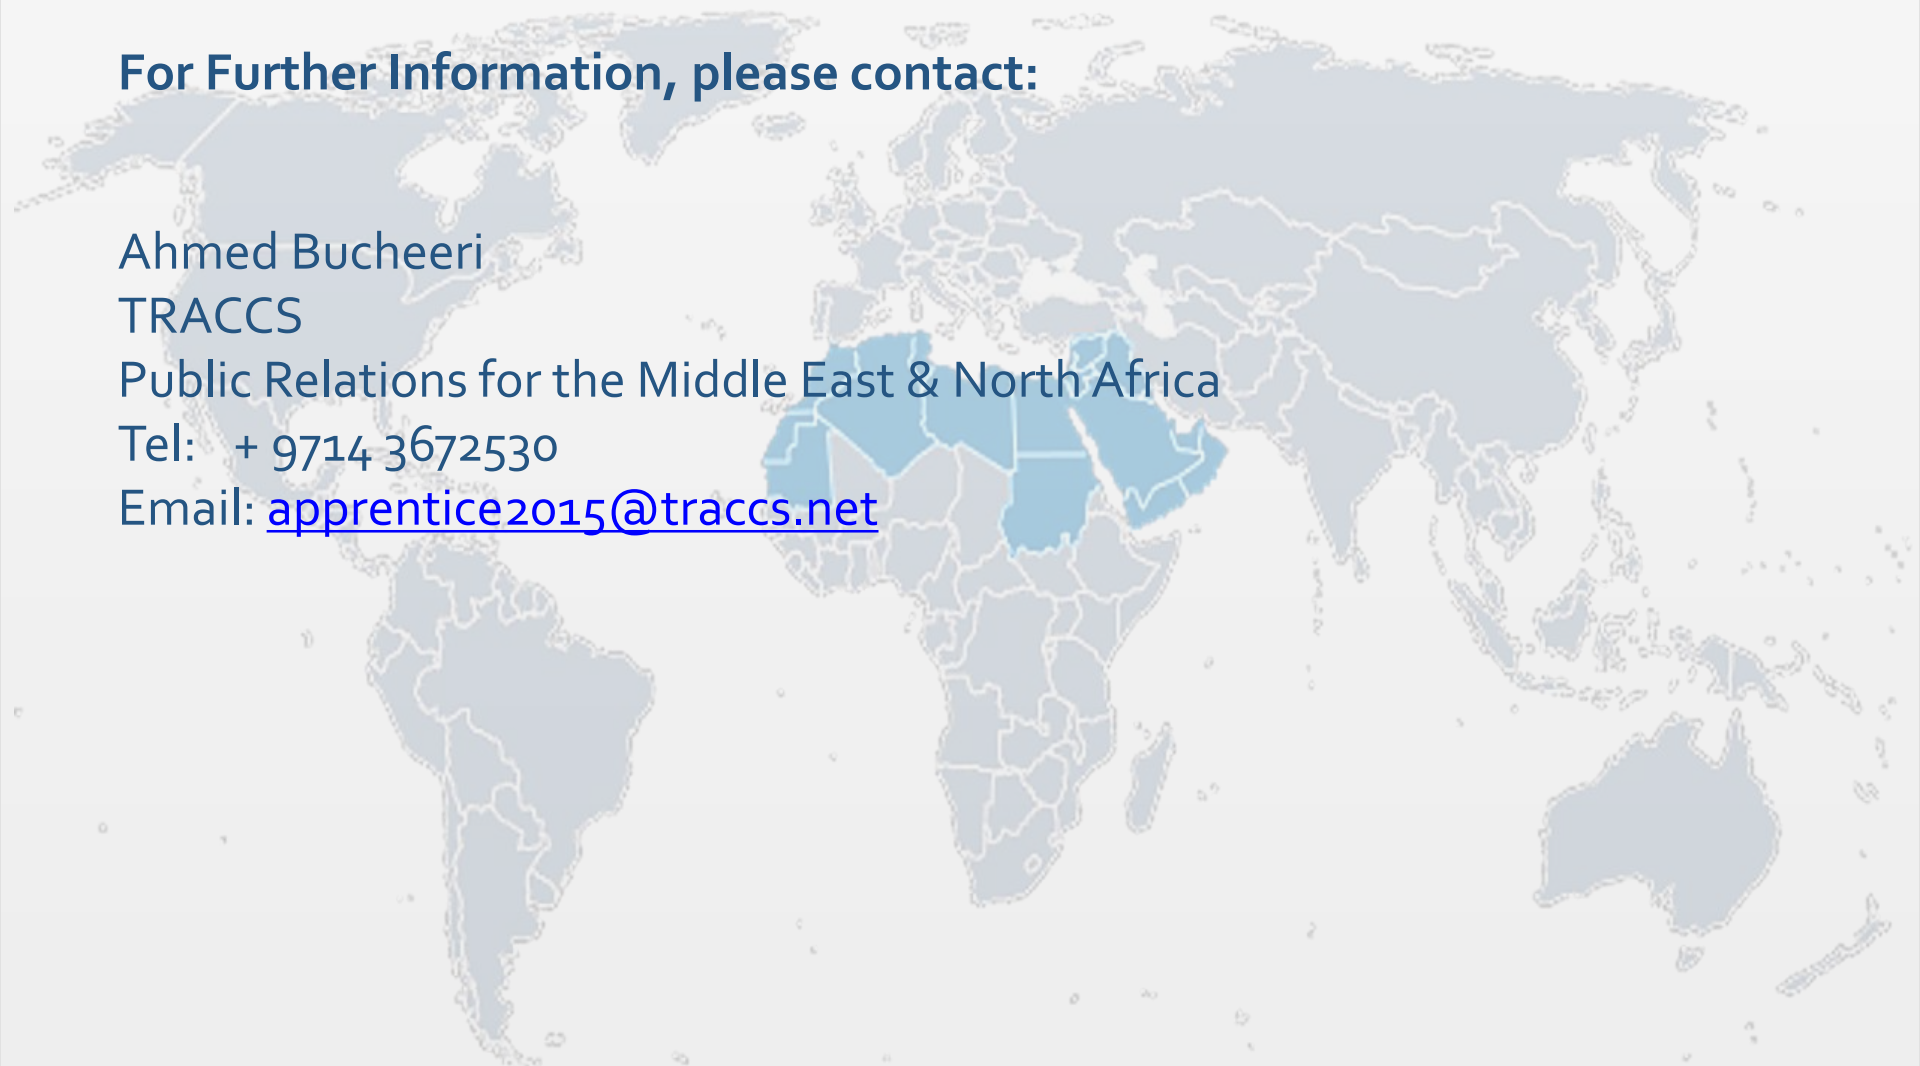 For Further Information, please contact:
Ahmed Bucheeri
TRACCS
Public Relations for the Middle East & North Africa
Tel: + 9714 3672530
Email: apprentice2015@traccs.net